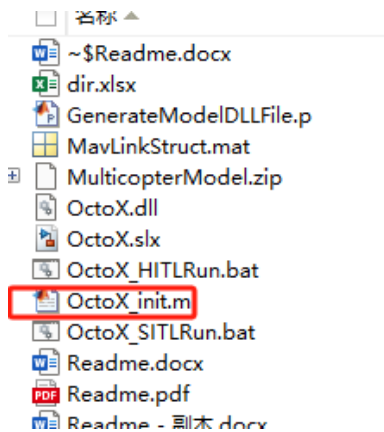 名称
~$Readme.docx
dir.xlsx
GenerateModelDLLFile.p
MavLinkStruct.mat
MulticopterModel.zip
OctoX.dll
OctoX.slx
OctoX_HITLRun.bat
OctoX_init.m
OctoX_SITLRun.bat
Readme.docx
Readme.pdf
Readme - 副本.docx